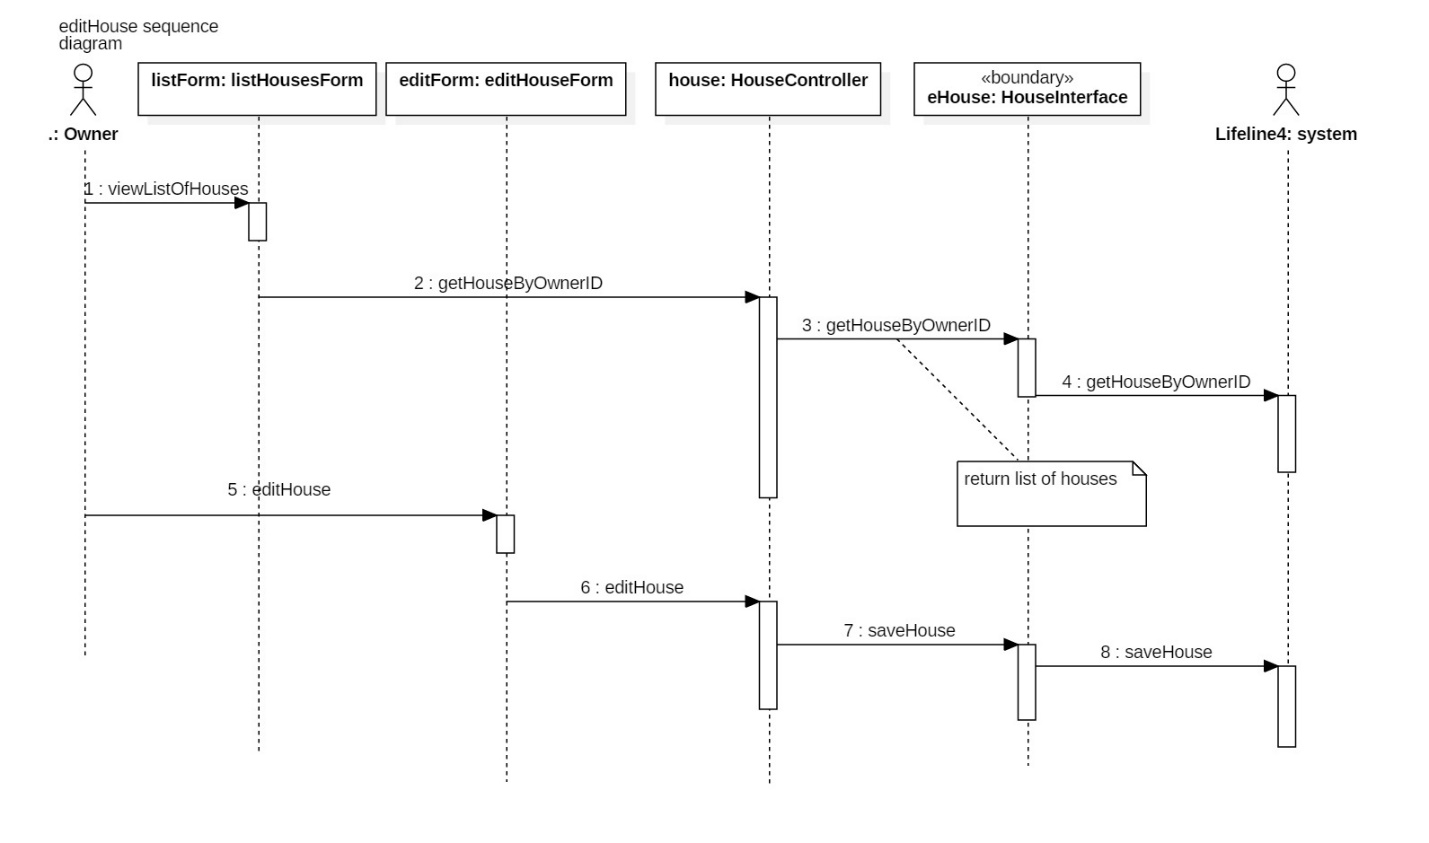 editHouse sequence
diagram
listForm: listHousesForm
editForm: editHouseForm
house: HouseController
«boundary»
eHouse: HouseInterface
.: Owner
Lifeline4: system
1 : viewListOfHouses
2 : getHouseByOwnerID
3 : getHouseByOwnerID
4 : getHouseByOwnerID
return list of houses
5 : editHouse
6 : editHouse
7 : saveHouse
8 : saveHouse